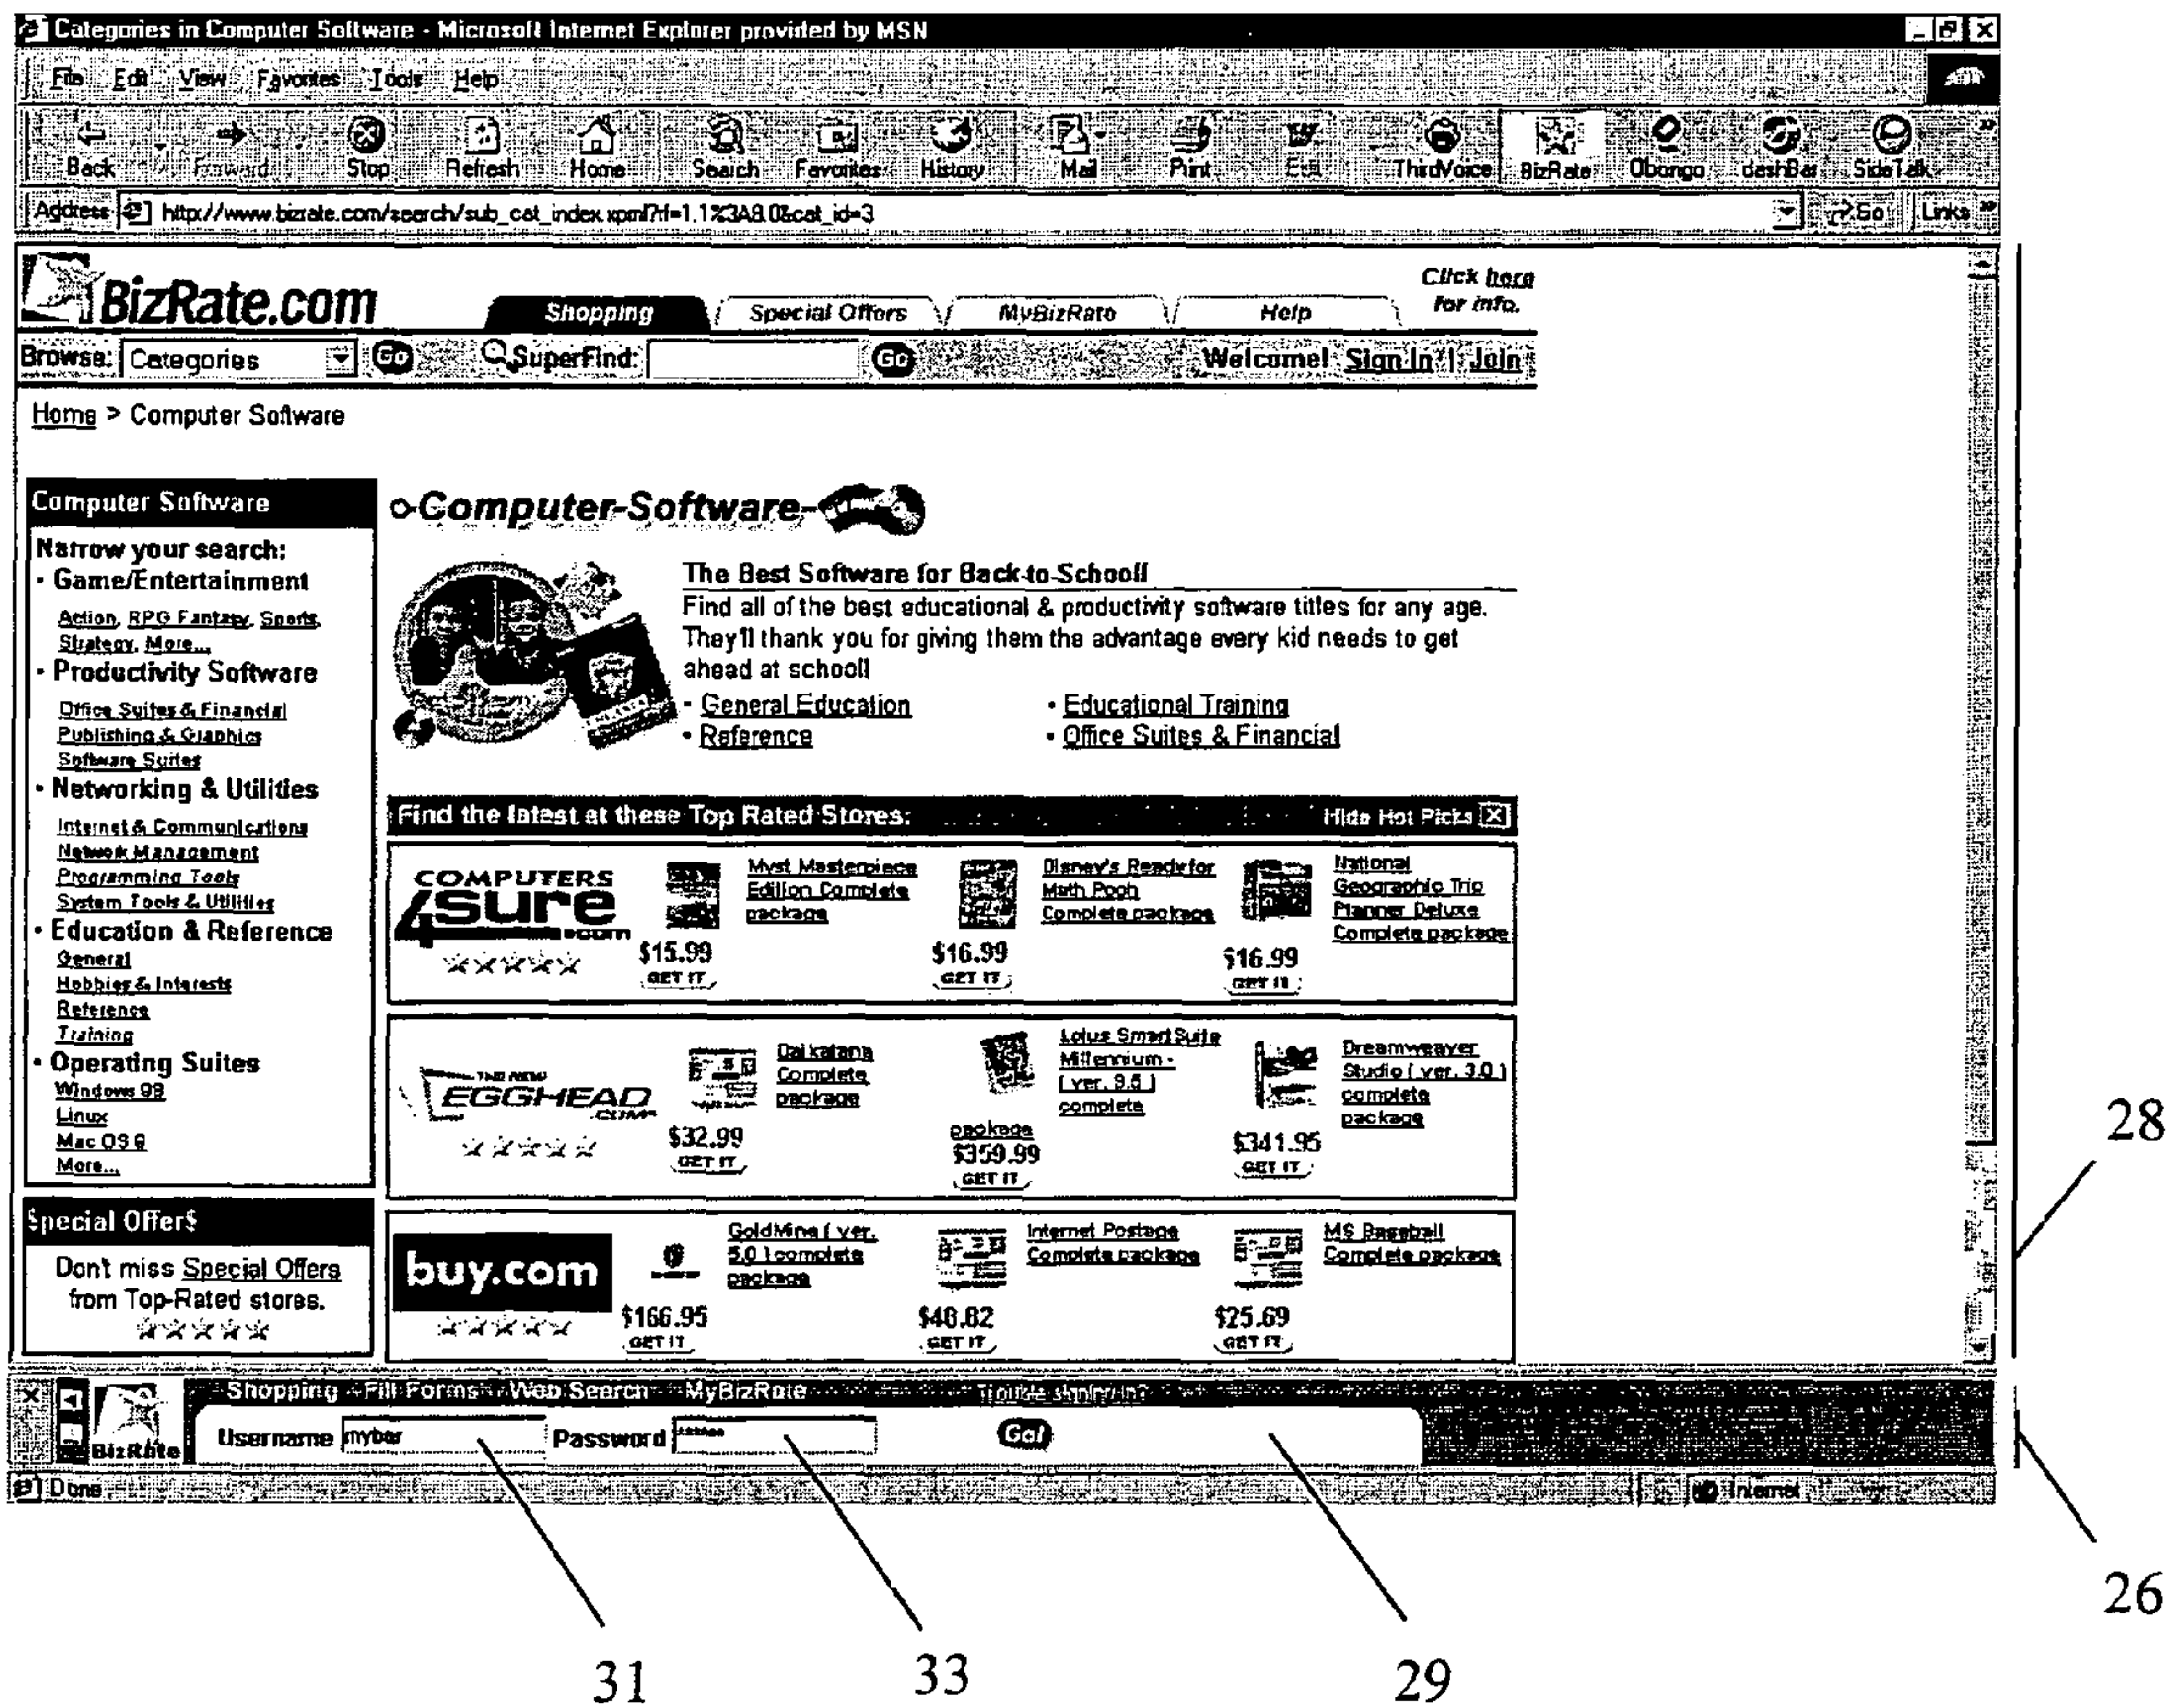 Categories in Computer Software - Microsoft Internet Explorer provided by MSN
File Edit View Favorites Tools Help
Back Forward Stop Refresh Home Search Favorites History Mail Print Edit ThirdVoice BizRate Obongo dashBar SideTalk
Address http://www.bizrate.com/search/sub_cat_index.xpml?rf=1.1%3A8.0&cat_id=3 Go Links
BizRate.com Shopping Special Offers MyBizRate Help Click here
for info.
Browse: Categories Go SuperFind: Go Welcome! Sign In | Join
Home > Computer Software
Computer Software
Narrow your search:
• Game/Entertainment
Action, RPG Fantasy, Sports,
Strategy, More...
• Productivity Software
Office Suites & Financial
Publishing & Graphics
Software Suites
• Networking & Utilities
Internet & Communications
Network Management
Programming Tools
System Tools & Utilities
• Education & Reference
General
Hobbies & Interests
Reference
Training
• Operating Suites
Windows 98
Linux
Mac OS 9
More...
Special Offer$
Don't miss Special Offers
from Top-Rated stores.
Computer-Software
The Best Software for Back-to-School!
Find all of the best educational & productivity software titles for any age.
They'll thank you for giving them the advantage every kid needs to get
ahead at school!
• General Education • Educational Training
• Reference • Office Suites & Financial
Find the latest at these Top Rated Stores: Hide Hot Picks X
COMPUTERS
4sure
.com
Myst Masterpiece
Edition Complete
package
$15.99
GET IT
Disney's Ready for
Math Pooh
Complete package
$16.99
GET IT
National
Geographic Trip
Planner Deluxe
Complete package
$16.99
GET IT
THE NEW
EGGHEAD
.COM
Daikatana
Complete
package
$32.99
GET IT
Lotus SmartSuite
Millennium -
( ver. 9.5 )
complete
package
$359.99
GET IT
Dreamweaver
Studio ( ver. 3.0 )
complete
package
$341.95
GET IT
buy.com
GoldMine ( ver.
5.0 ) complete
package
$166.95
GET IT
Internet Postage
Complete package
$40.82
GET IT
MS Baseball
Complete package
$25.69
GET IT
BizRate
Shopping Fill Forms Web Search MyBizRate Trouble signing in?
Username mybar Password ****** Go!
Done Internet
28
26
31
33
29